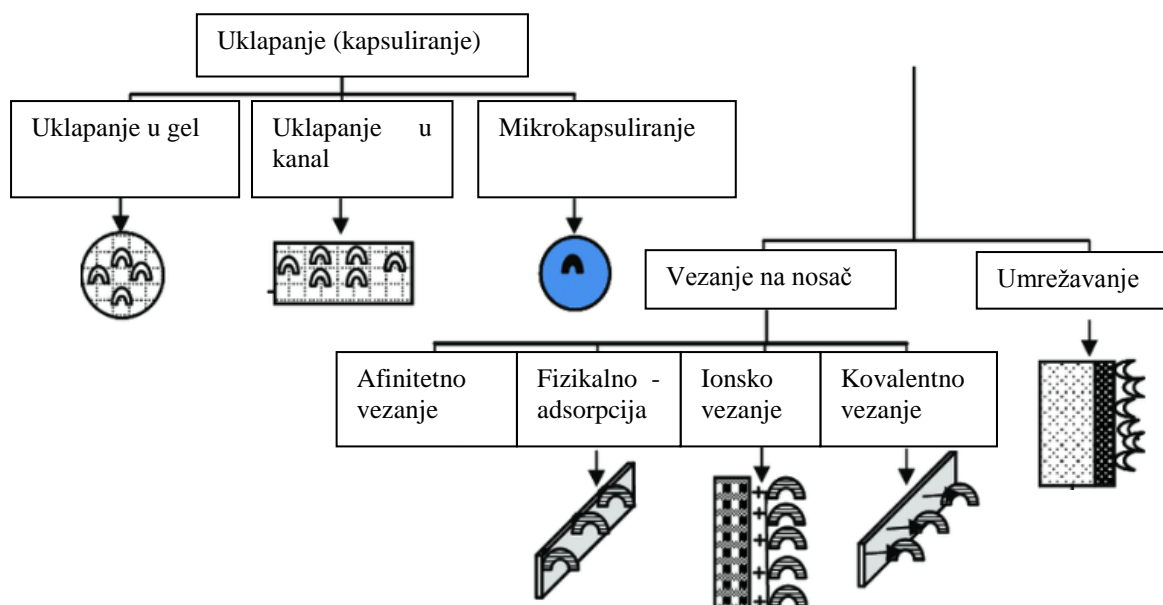 Uklapanje (kapsuliranje)
Uklapanje u gel
Uklapanje u
kanal
Mikrokapsuliranje
Vezanje na nosač
Umrežavanje
Afinitetno
vezanje
Fizikalno -
adsorpcija
Ionsko
vezanje
Kovalentno
vezanje